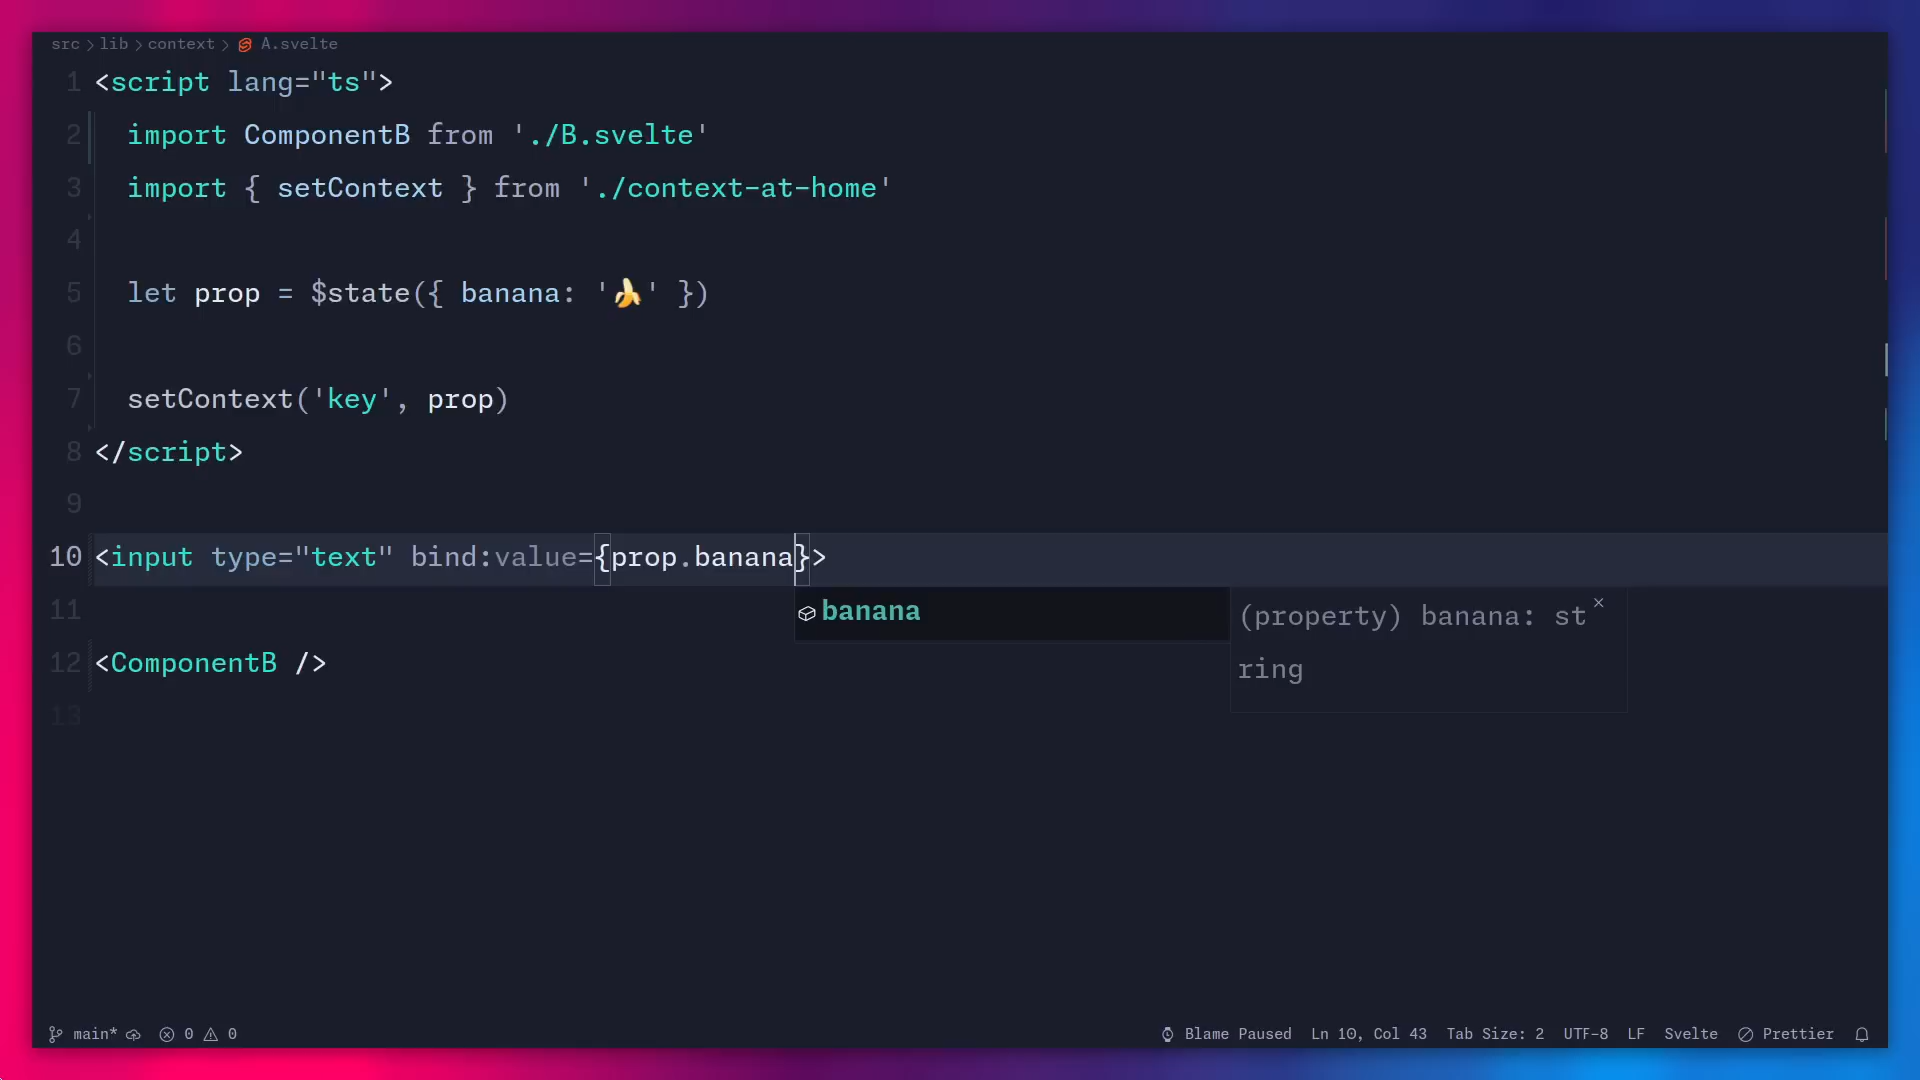 src > lib > context > A.svelte
1 <script lang="ts">
2 import ComponentB from './B.svelte'
3 import { setContext } from './context-at-home'
4
5 let prop = $state({ banana: '🍌' })
6
7 setContext('key', prop)
8 </script>
9
10 <input type="text" bind:value={prop.banana}>
11 banana (property) banana: st
ring
12 <ComponentB />
13
main* 0 0 Blame Paused Ln 10, Col 43 Tab Size: 2 UTF-8 LF Svelte Prettier